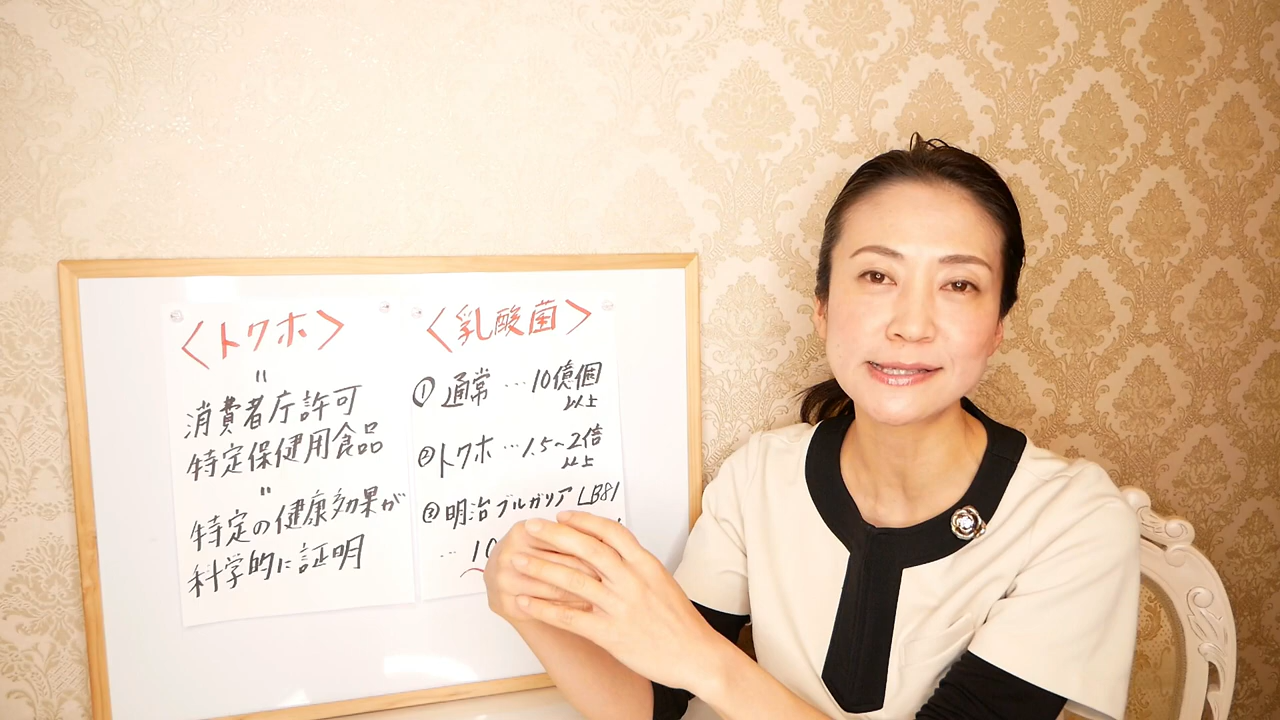 〈トクホ〉
〃
消費者庁許可
特定保健用食品
〃
特定の健康効果が
科学的に証明
〈乳酸菌〉
① 通常…10億個
以上
② トクホ…1.5～2倍
以上
③ 明治ブルガリアLB81
… 10